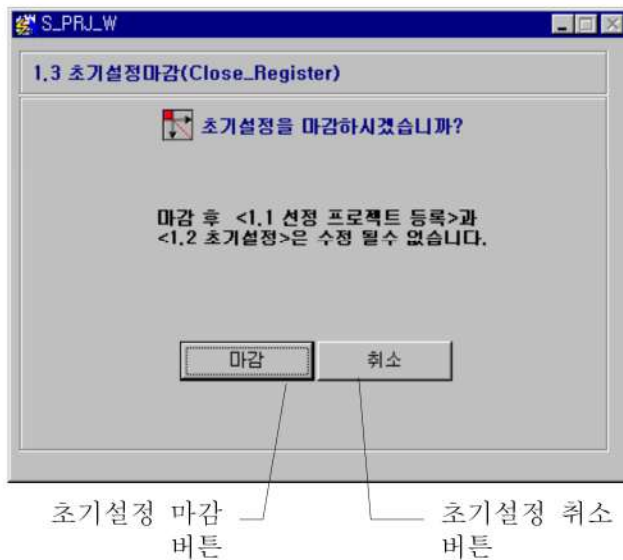 S_PRJ_W
1.3 초기설정마감(Close_Register)
초기설정을 마감하시겠습니까?
마감 후 <1.1 선정 프로젝트 등록>과
<1.2 초기설정>은 수정 될수 없습니다.
마감 취소
초기설정 마감 초기설정 취소
버튼 버튼